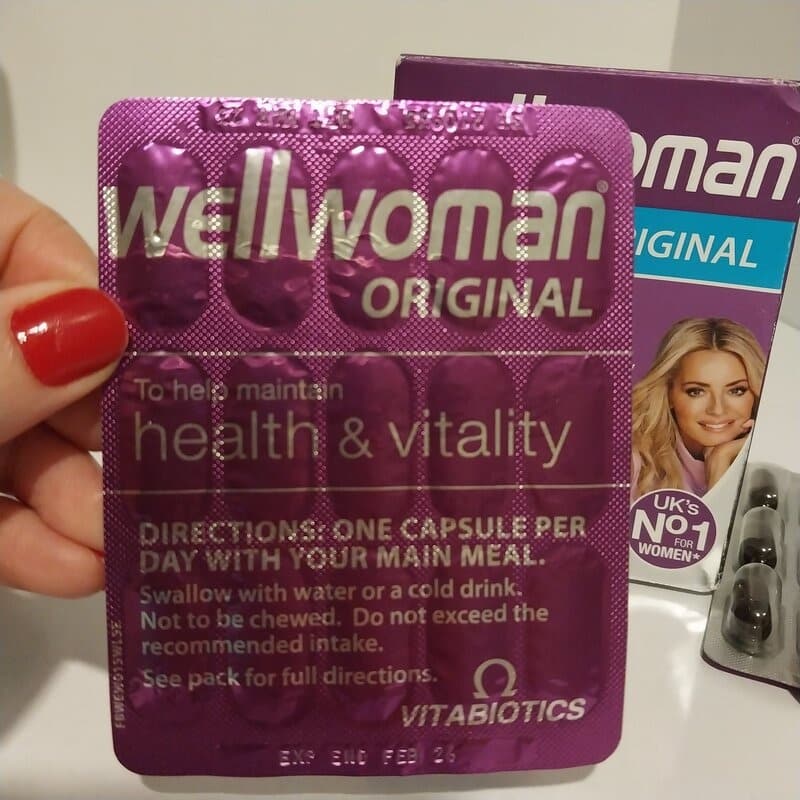 wellwoman®
ORIGINAL
To help maintain
health & vitality
DIRECTIONS: ONE CAPSULE PER
DAY WITH YOUR MAIN MEAL.
Swallow with water or a cold drink.
Not to be chewed. Do not exceed the
recommended intake.
See pack for full directions.
VITABIOTICS
EXP END FEB 26
oman®
IGINAL
UK's
No1
FOR
WOMEN*